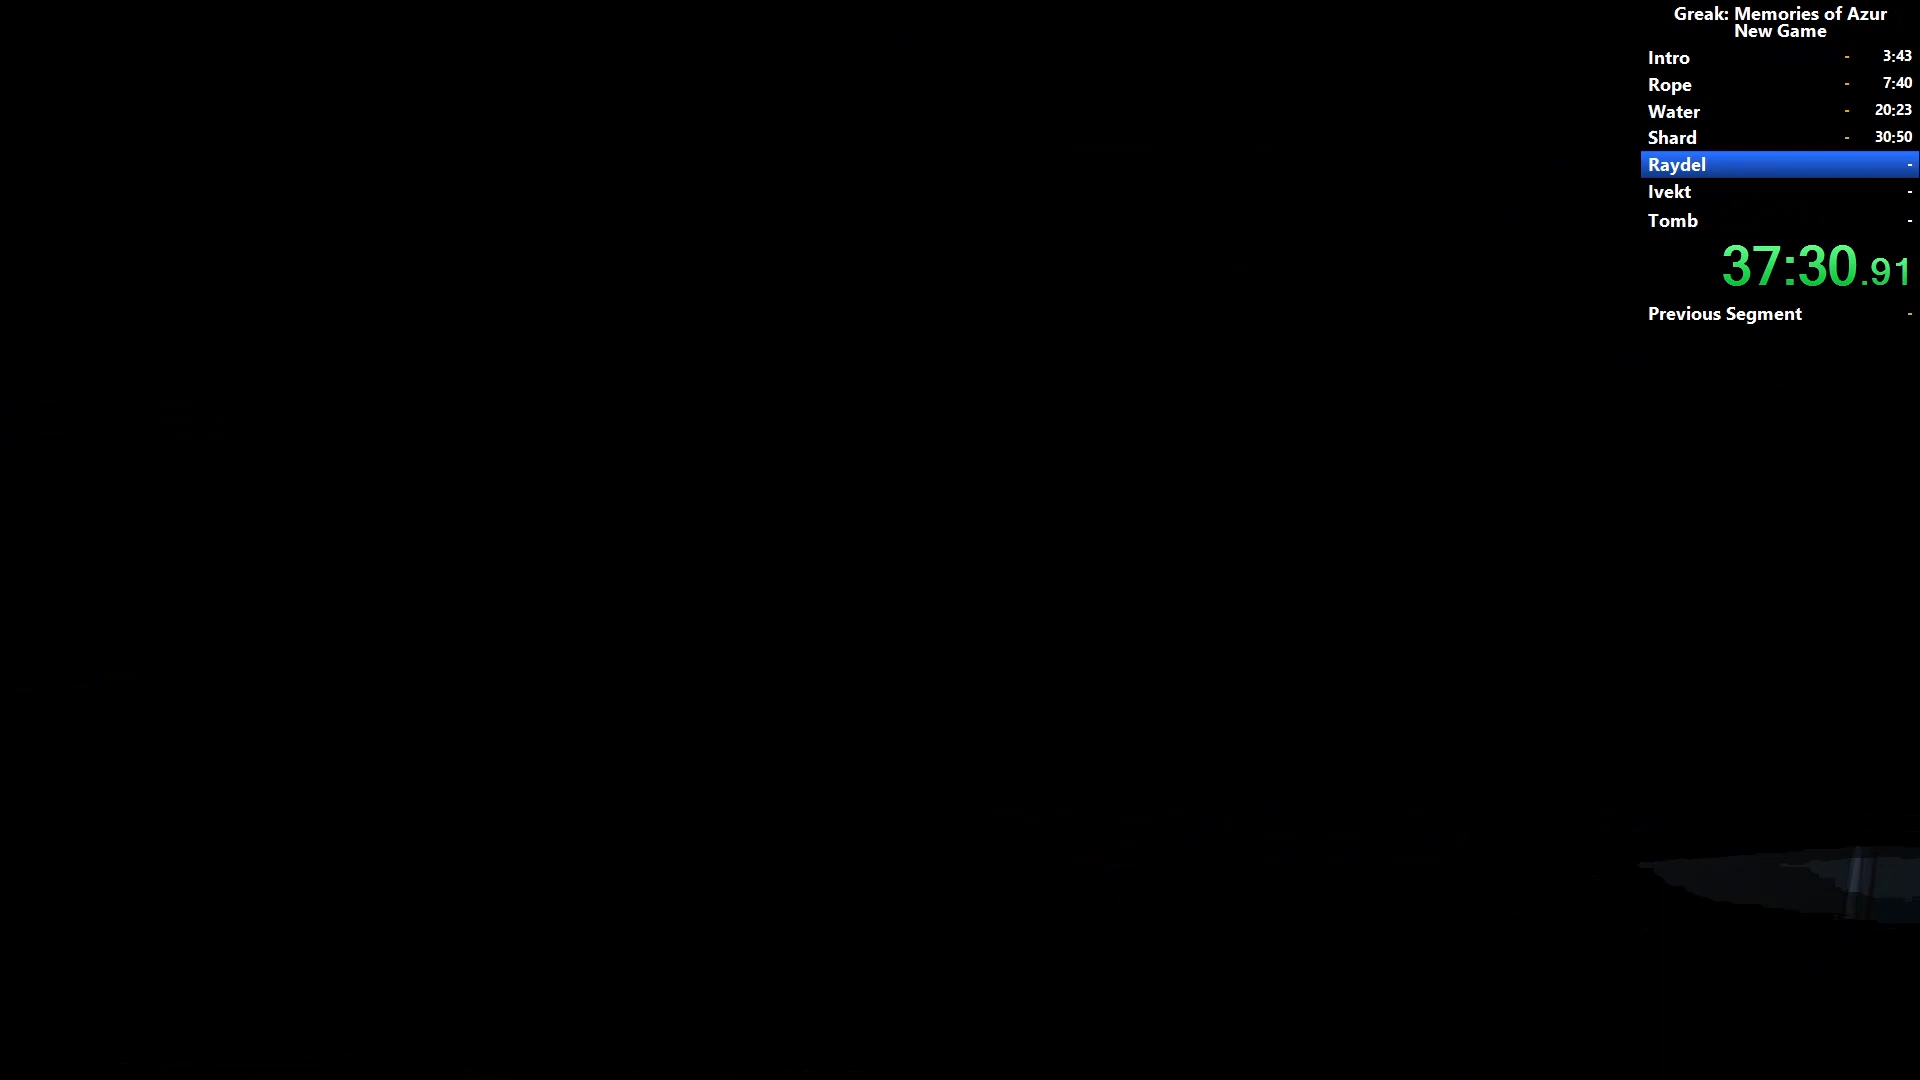 Greak: Memories of Azur
New Game
Intro - 3:43
Rope - 7:40
Water - 20:23
Shard - 30:50
Raydel -
Ivekt -
Tomb -
37:30.91
Previous Segment -